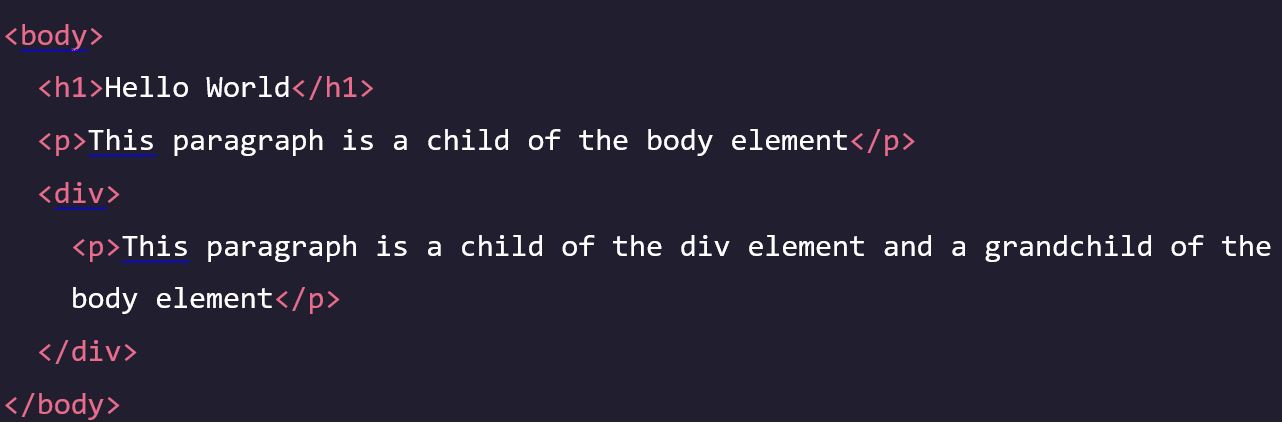 <body>
<h1>Hello World</h1>
<p>This paragraph is a child of the body element</p>
<div>
<p>This paragraph is a child of the div element and a grandchild of the
body element</p>
</div>
</body>